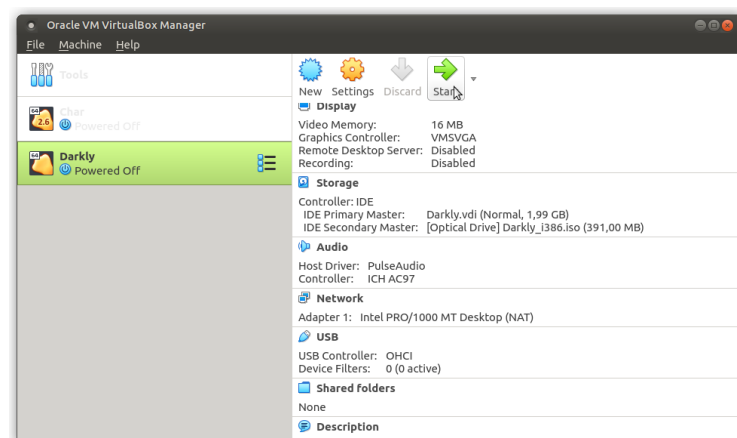 Oracle VM VirtualBox Manager
File Machine Help
Tools
New Settings Discard Start
64
2.6
Char
Powered Off
64
Darkly
Powered Off
Display
Video Memory: 16 MB
Graphics Controller: VMSVGA
Remote Desktop Server: Disabled
Recording: Disabled
Storage
Controller: IDE
IDE Primary Master: Darkly.vdi (Normal, 1,99 GB)
IDE Secondary Master: [Optical Drive] Darkly_i386.iso (391,00 MB)
Audio
Host Driver: PulseAudio
Controller: ICH AC97
Network
Adapter 1: Intel PRO/1000 MT Desktop (NAT)
USB
USB Controller: OHCI
Device Filters: 0 (0 active)
Shared folders
None
Description